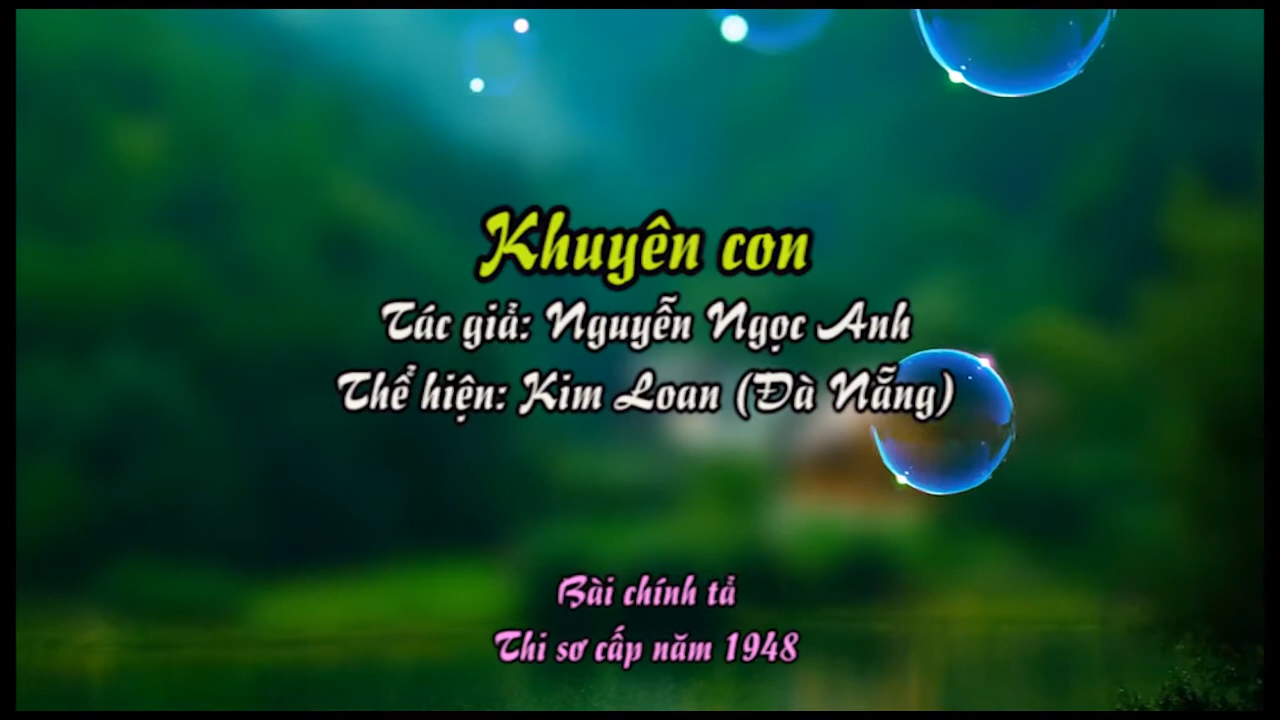 Khuyên con
Tác giả: Nguyễn Ngọc Anh
Thể hiện: Kim Loan (Đà Nẵng)
Bài chính tả
Thi sơ cấp năm 1948